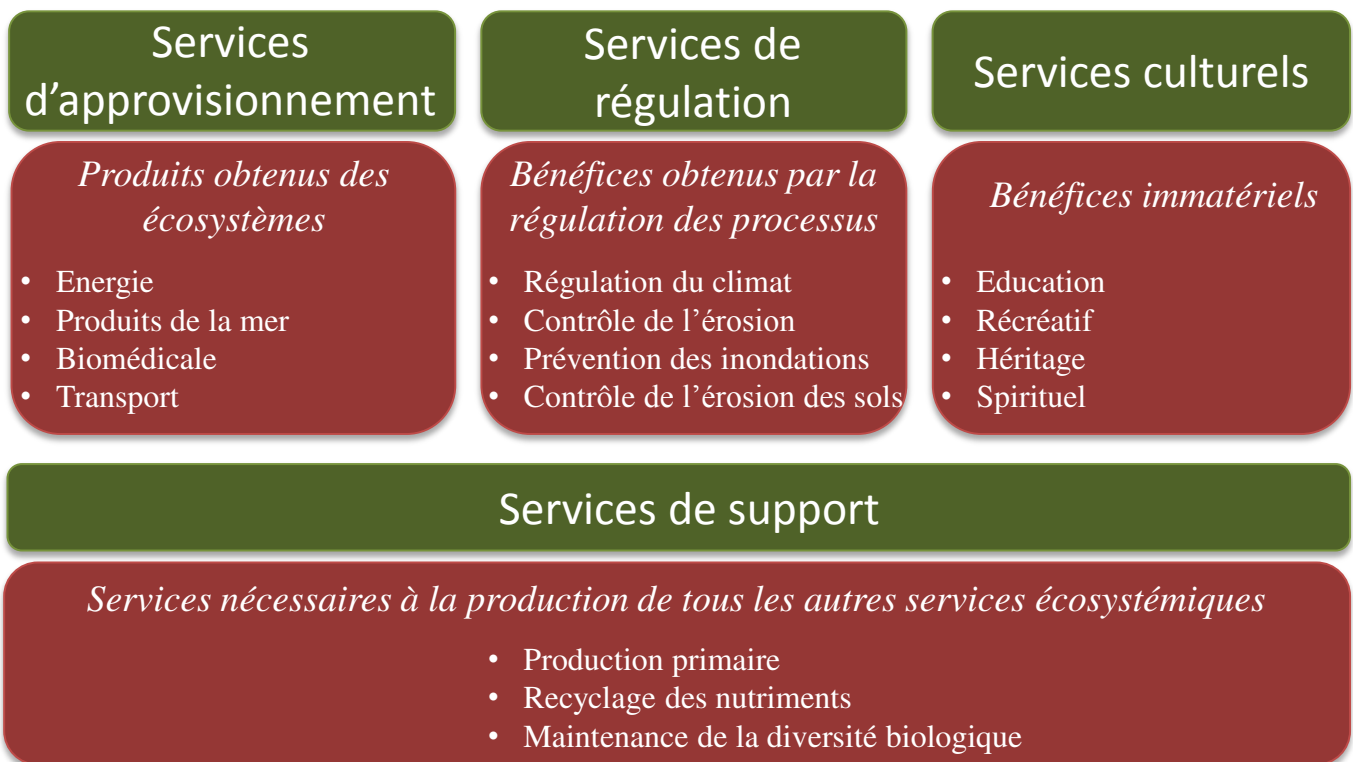 Services
d’approvisionnement
Produits obtenus des
écosystèmes
• Energie
• Produits de la mer
• Biomédicale
• Transport
Services de
régulation
Bénéfices obtenus par la
régulation des processus
• Régulation du climat
• Contrôle de l’érosion
• Prévention des inondations
• Contrôle de l’érosion des sols
Services culturels
Bénéfices immatériels
• Education
• Récréatif
• Héritage
• Spirituel
Services de support
Services nécessaires à la production de tous les autres services écosystémiques
• Production primaire
• Recyclage des nutriments
• Maintenance de la diversité biologique